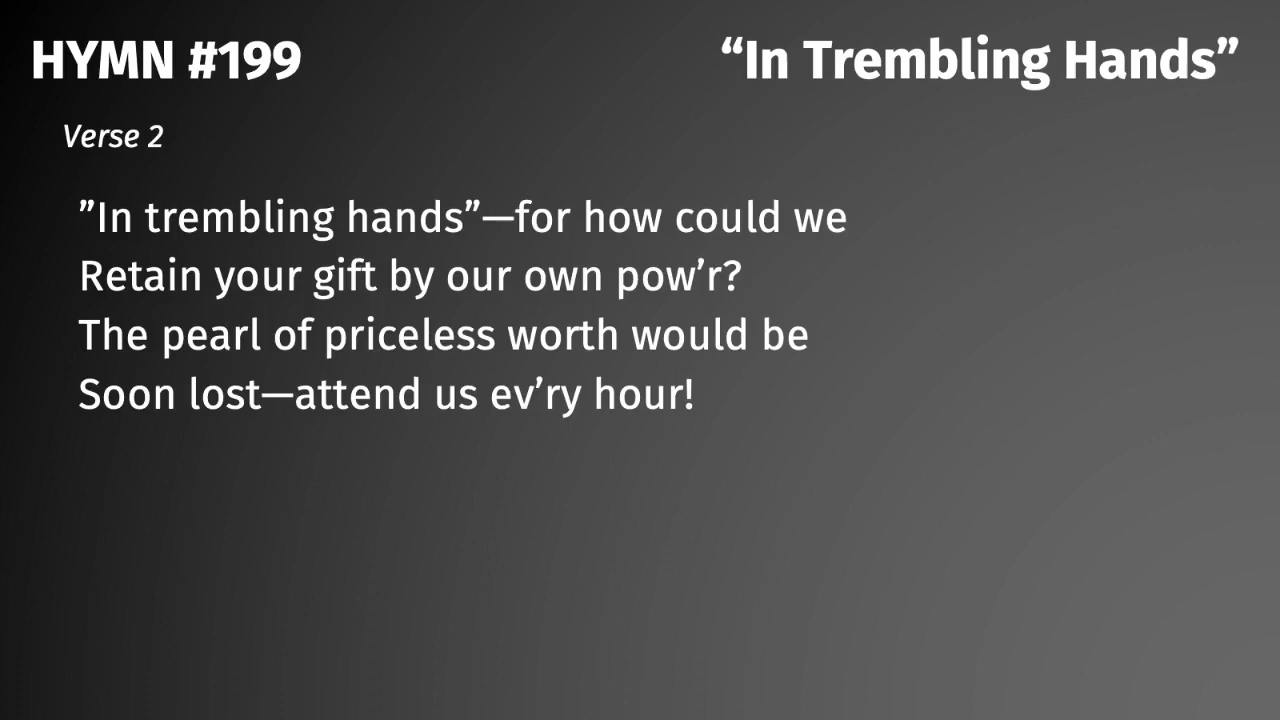 HYMN #199
“In Trembling Hands”
Verse 2
”In trembling hands”—for how could we
Retain your gift by our own pow’r?
The pearl of priceless worth would be
Soon lost—attend us ev’ry hour!